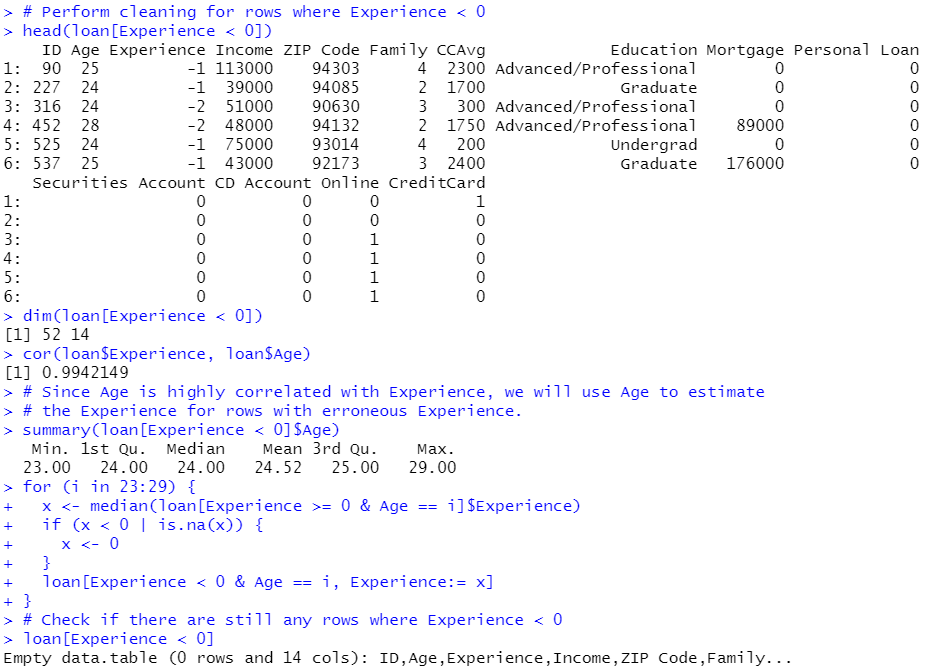 > # Perform cleaning for rows where Experience < 0
> head(loan[Experience < 0])
    ID Age Experience Income ZIP Code Family CCAvg             Education Mortgage Personal Loan
1:  90  25         -1 113000    94303      4  2300 Advanced/Professional        0             0
2: 227  24         -1  39000    94085      2  1700              Graduate        0             0
3: 316  24         -2  51000    90630      3   300 Advanced/Professional        0             0
4: 452  28         -2  48000    94132      2  1750 Advanced/Professional    89000             0
5: 525  24         -1  75000    93014      4   200             Undergrad        0             0
6: 537  25         -1  43000    92173      3  2400              Graduate   176000             0
   Securities Account CD Account Online CreditCard
1:                  0          0      0          1
2:                  0          0      0          0
3:                  0          0      1          0
4:                  0          0      1          0
5:                  0          0      1          0
6:                  0          0      1          0
> dim(loan[Experience < 0])
[1] 52 14
> cor(loan$Experience, loan$Age)
[1] 0.9942149
> # Since Age is highly correlated with Experience, we will use Age to estimate
> # the Experience for rows with erroneous Experience.
> summary(loan[Experience < 0]$Age)
   Min. 1st Qu.  Median    Mean 3rd Qu.    Max.
  23.00   24.00   24.00   24.52   25.00   29.00
> for (i in 23:29) {
+   x <- median(loan[Experience >= 0 & Age == i]$Experience)
+   if (x < 0 | is.na(x)) {
+     x <- 0
+   }
+   loan[Experience < 0 & Age == i, Experience:= x]
+ }
> # Check if there are still any rows where Experience < 0
> loan[Experience < 0]
Empty data.table (0 rows and 14 cols): ID,Age,Experience,Income,ZIP Code,Family...